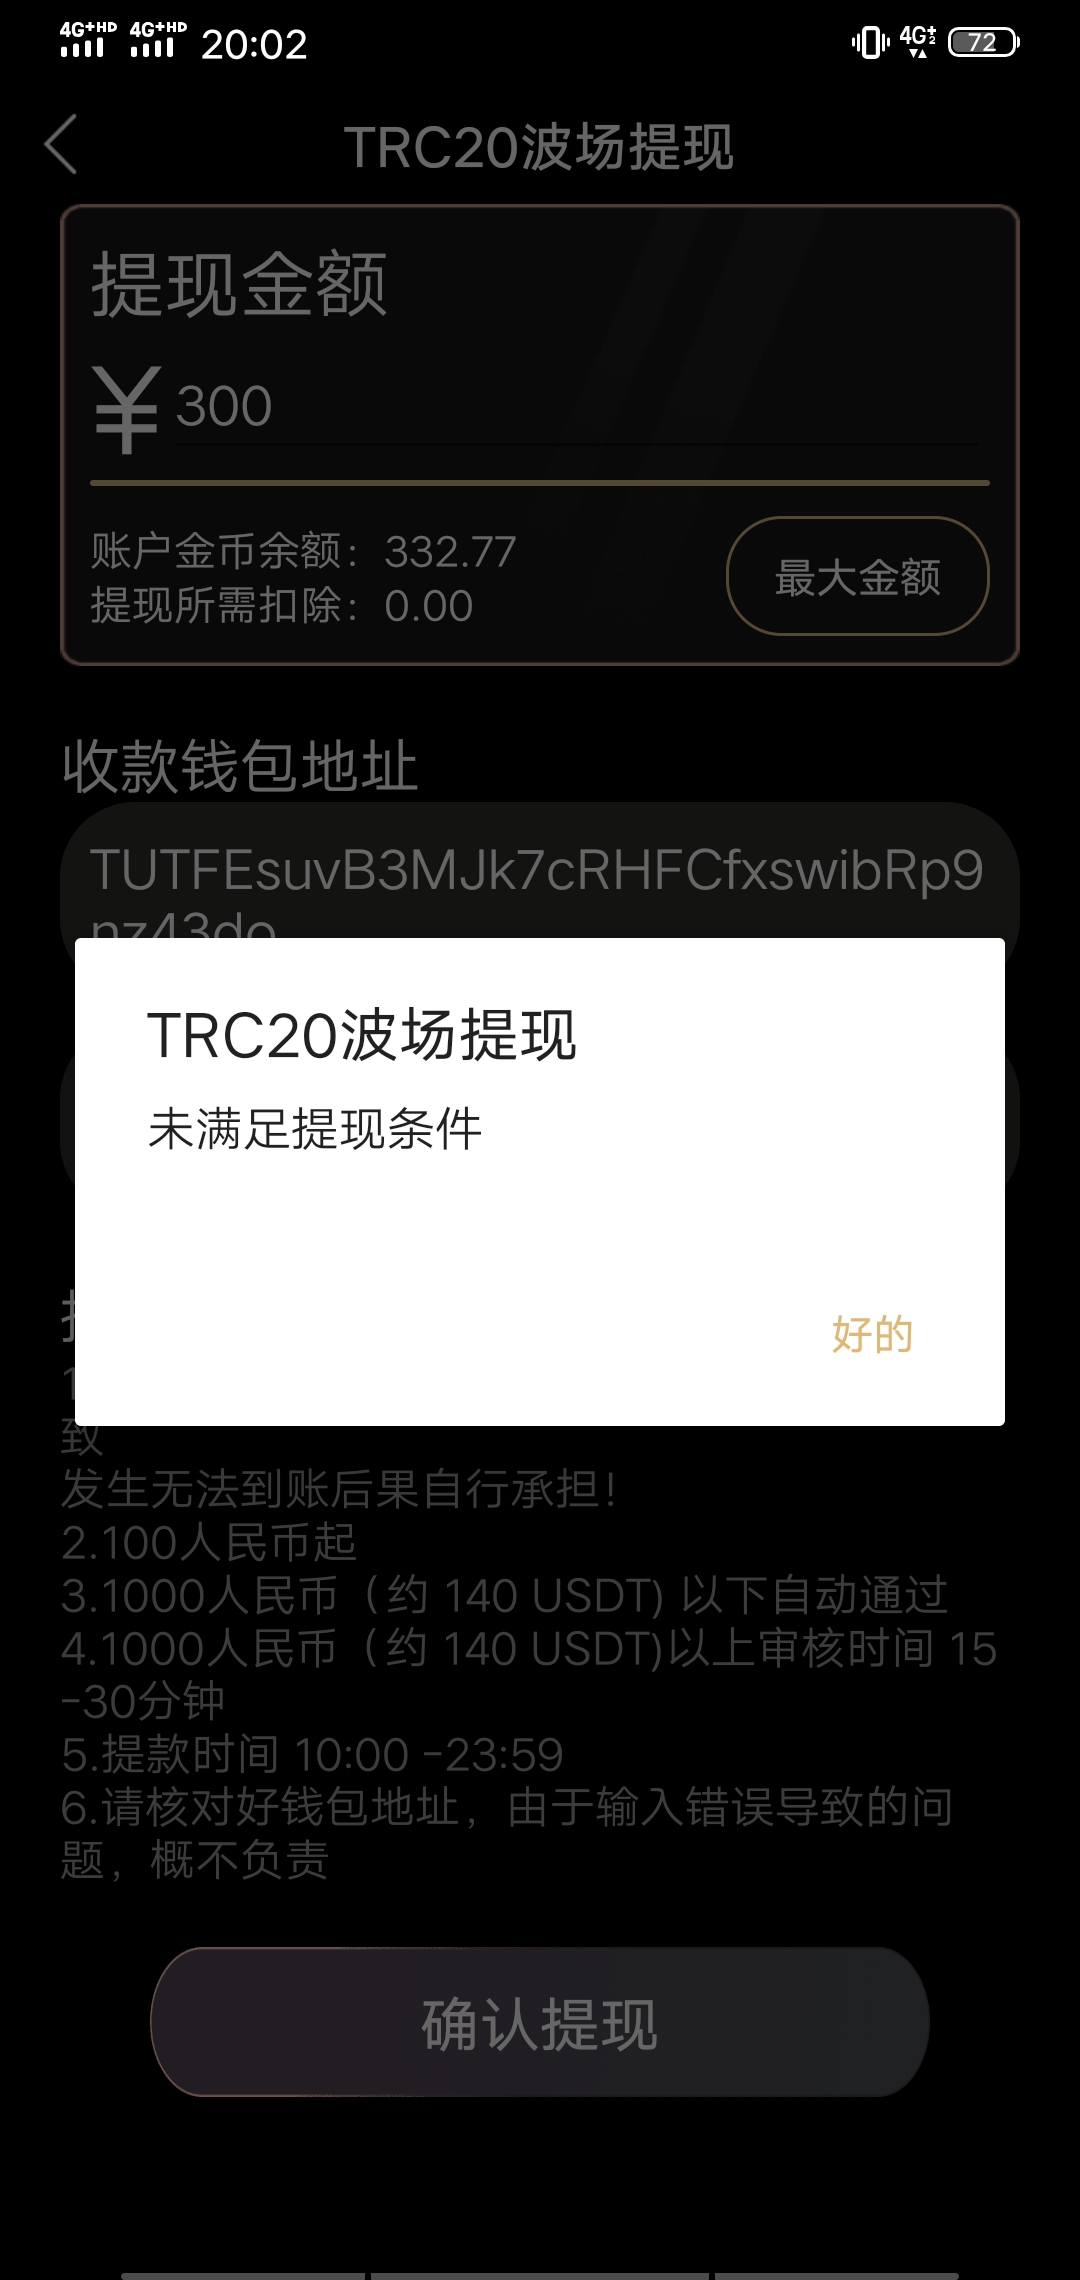 4G+HD 4G+HD 20:02 4G+2 72
TRC20波场提现
提现金额
¥ 300
账户金币余额：332.77
提现所需扣除：0.00
最大金额
收款钱包地址
TUTFEsuvB3MJk7cRHFCfxswibRp9
nz43do
TRC20波场提现
未满足提现条件
好的
致
发生无法到账后果自行承担！
2.100人民币起
3.1000人民币（约 140 USDT) 以下自动通过
4.1000人民币（约 140 USDT)以上审核时间 15
-30分钟
5.提款时间 10:00 -23:59
6.请核对好钱包地址，由于输入错误导致的问
题，概不负责
确认提现